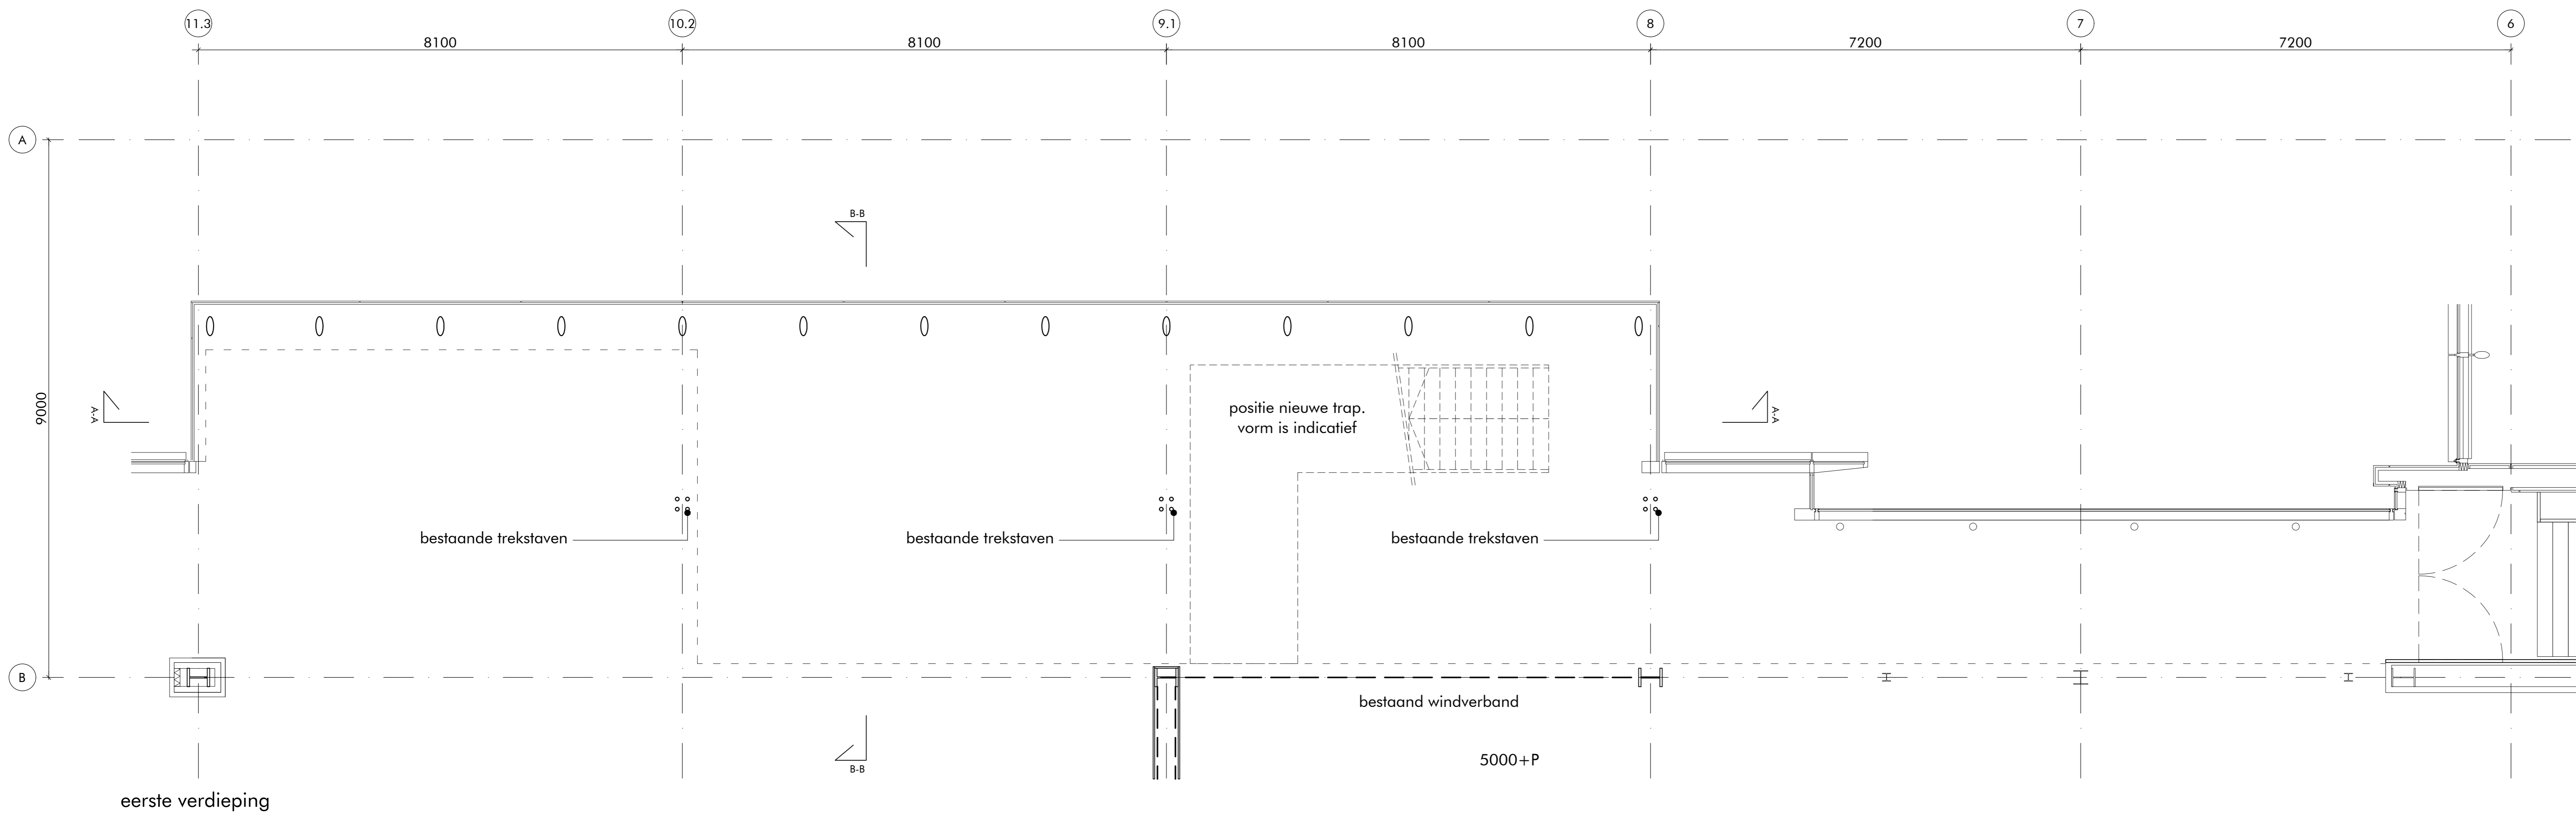 11.3
10.2
9.1
8
7
6
8100
8100
8100
7200
7200
A
B-B
9000
A-A
positie nieuwe trap.
vorm is indicatief
A-A
bestaande trekstaven
bestaande trekstaven
bestaande trekstaven
B
bestaand windverband
5000+P
B-B
eerste verdieping